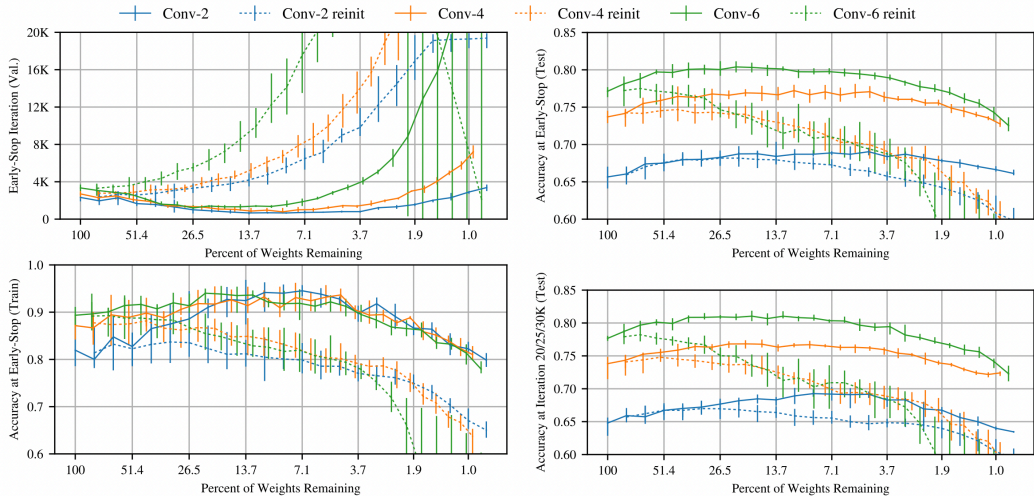 Conv-2 Conv-2 reinit Conv-4 Conv-4 reinit Conv-6 Conv-6 reinit
Early-Stop Iteration (Val.)
20K
16K
12K
8K
4K
0
100 51.4 26.5 13.7 7.1 3.7 1.9 1.0
Percent of Weights Remaining
Accuracy at Early-Stop (Test)
0.85
0.80
0.75
0.70
0.65
0.60
100 51.4 26.5 13.7 7.1 3.7 1.9 1.0
Percent of Weights Remaining
Accuracy at Early-Stop (Train)
1.0
0.9
0.8
0.7
0.6
100 51.4 26.5 13.7 7.1 3.7 1.9 1.0
Percent of Weights Remaining
Accuracy at Iteration 20/25/30K (Test)
0.85
0.80
0.75
0.70
0.65
0.60
100 51.4 26.5 13.7 7.1 3.7 1.9 1.0
Percent of Weights Remaining